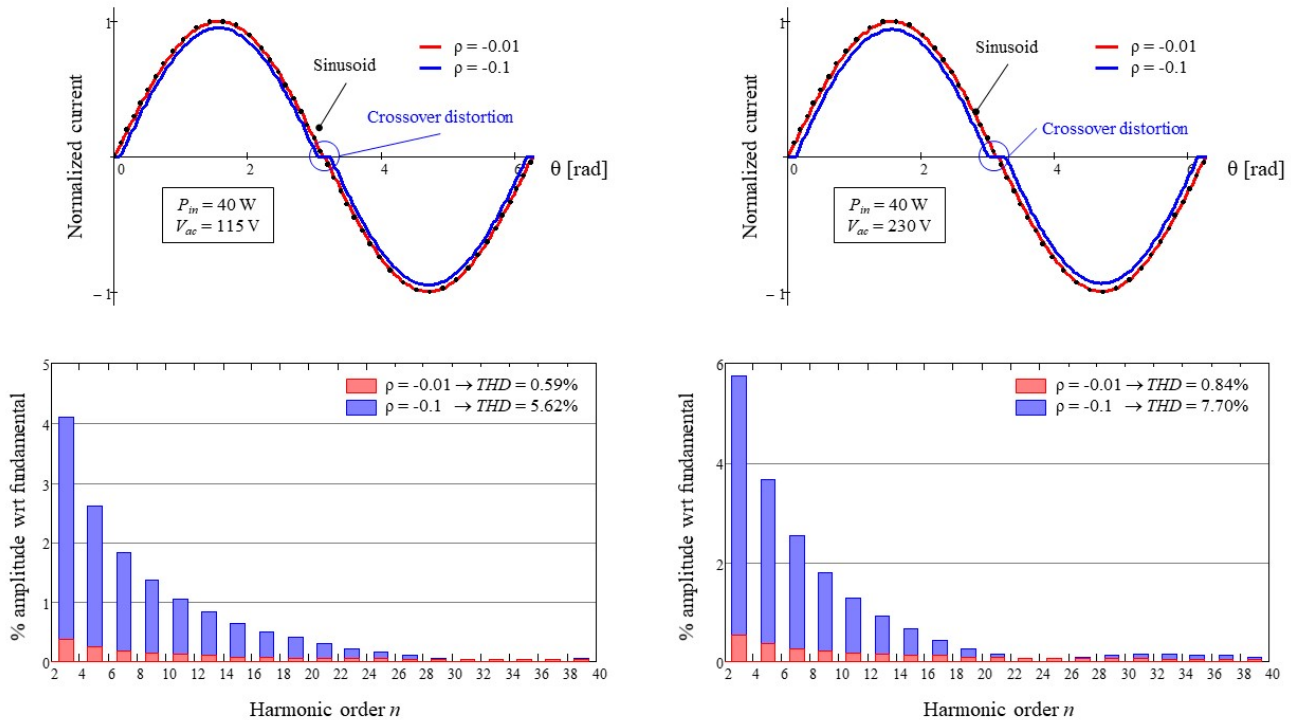 1
ρ = -0.01
ρ = -0.1
Sinusoid
Crossover distortion
Normalized current
0
2
4
6
θ [rad]
P_in = 40 W
V_ac = 115 V
– 1
1
ρ = -0.01
ρ = -0.1
Sinusoid
Crossover distortion
Normalized current
0
2
4
6
θ [rad]
P_in = 40 W
V_ac = 230 V
– 1
5
4
3
2
1
0
% amplitude wrt fundamental
ρ = -0.01 → THD = 0.59%
ρ = -0.1 → THD = 5.62%
2 4 6 8 10 12 14 16 18 20 22 24 26 28 32 34 36 38 40
Harmonic order n
6
4
2
0
% amplitude wrt fundamental
ρ = -0.01 → THD = 0.84%
ρ = -0.1 → THD = 7.70%
2 4 6 8 10 12 14 16 18 21 22 24 26 28 31 33 36 38 40
Harmonic order n